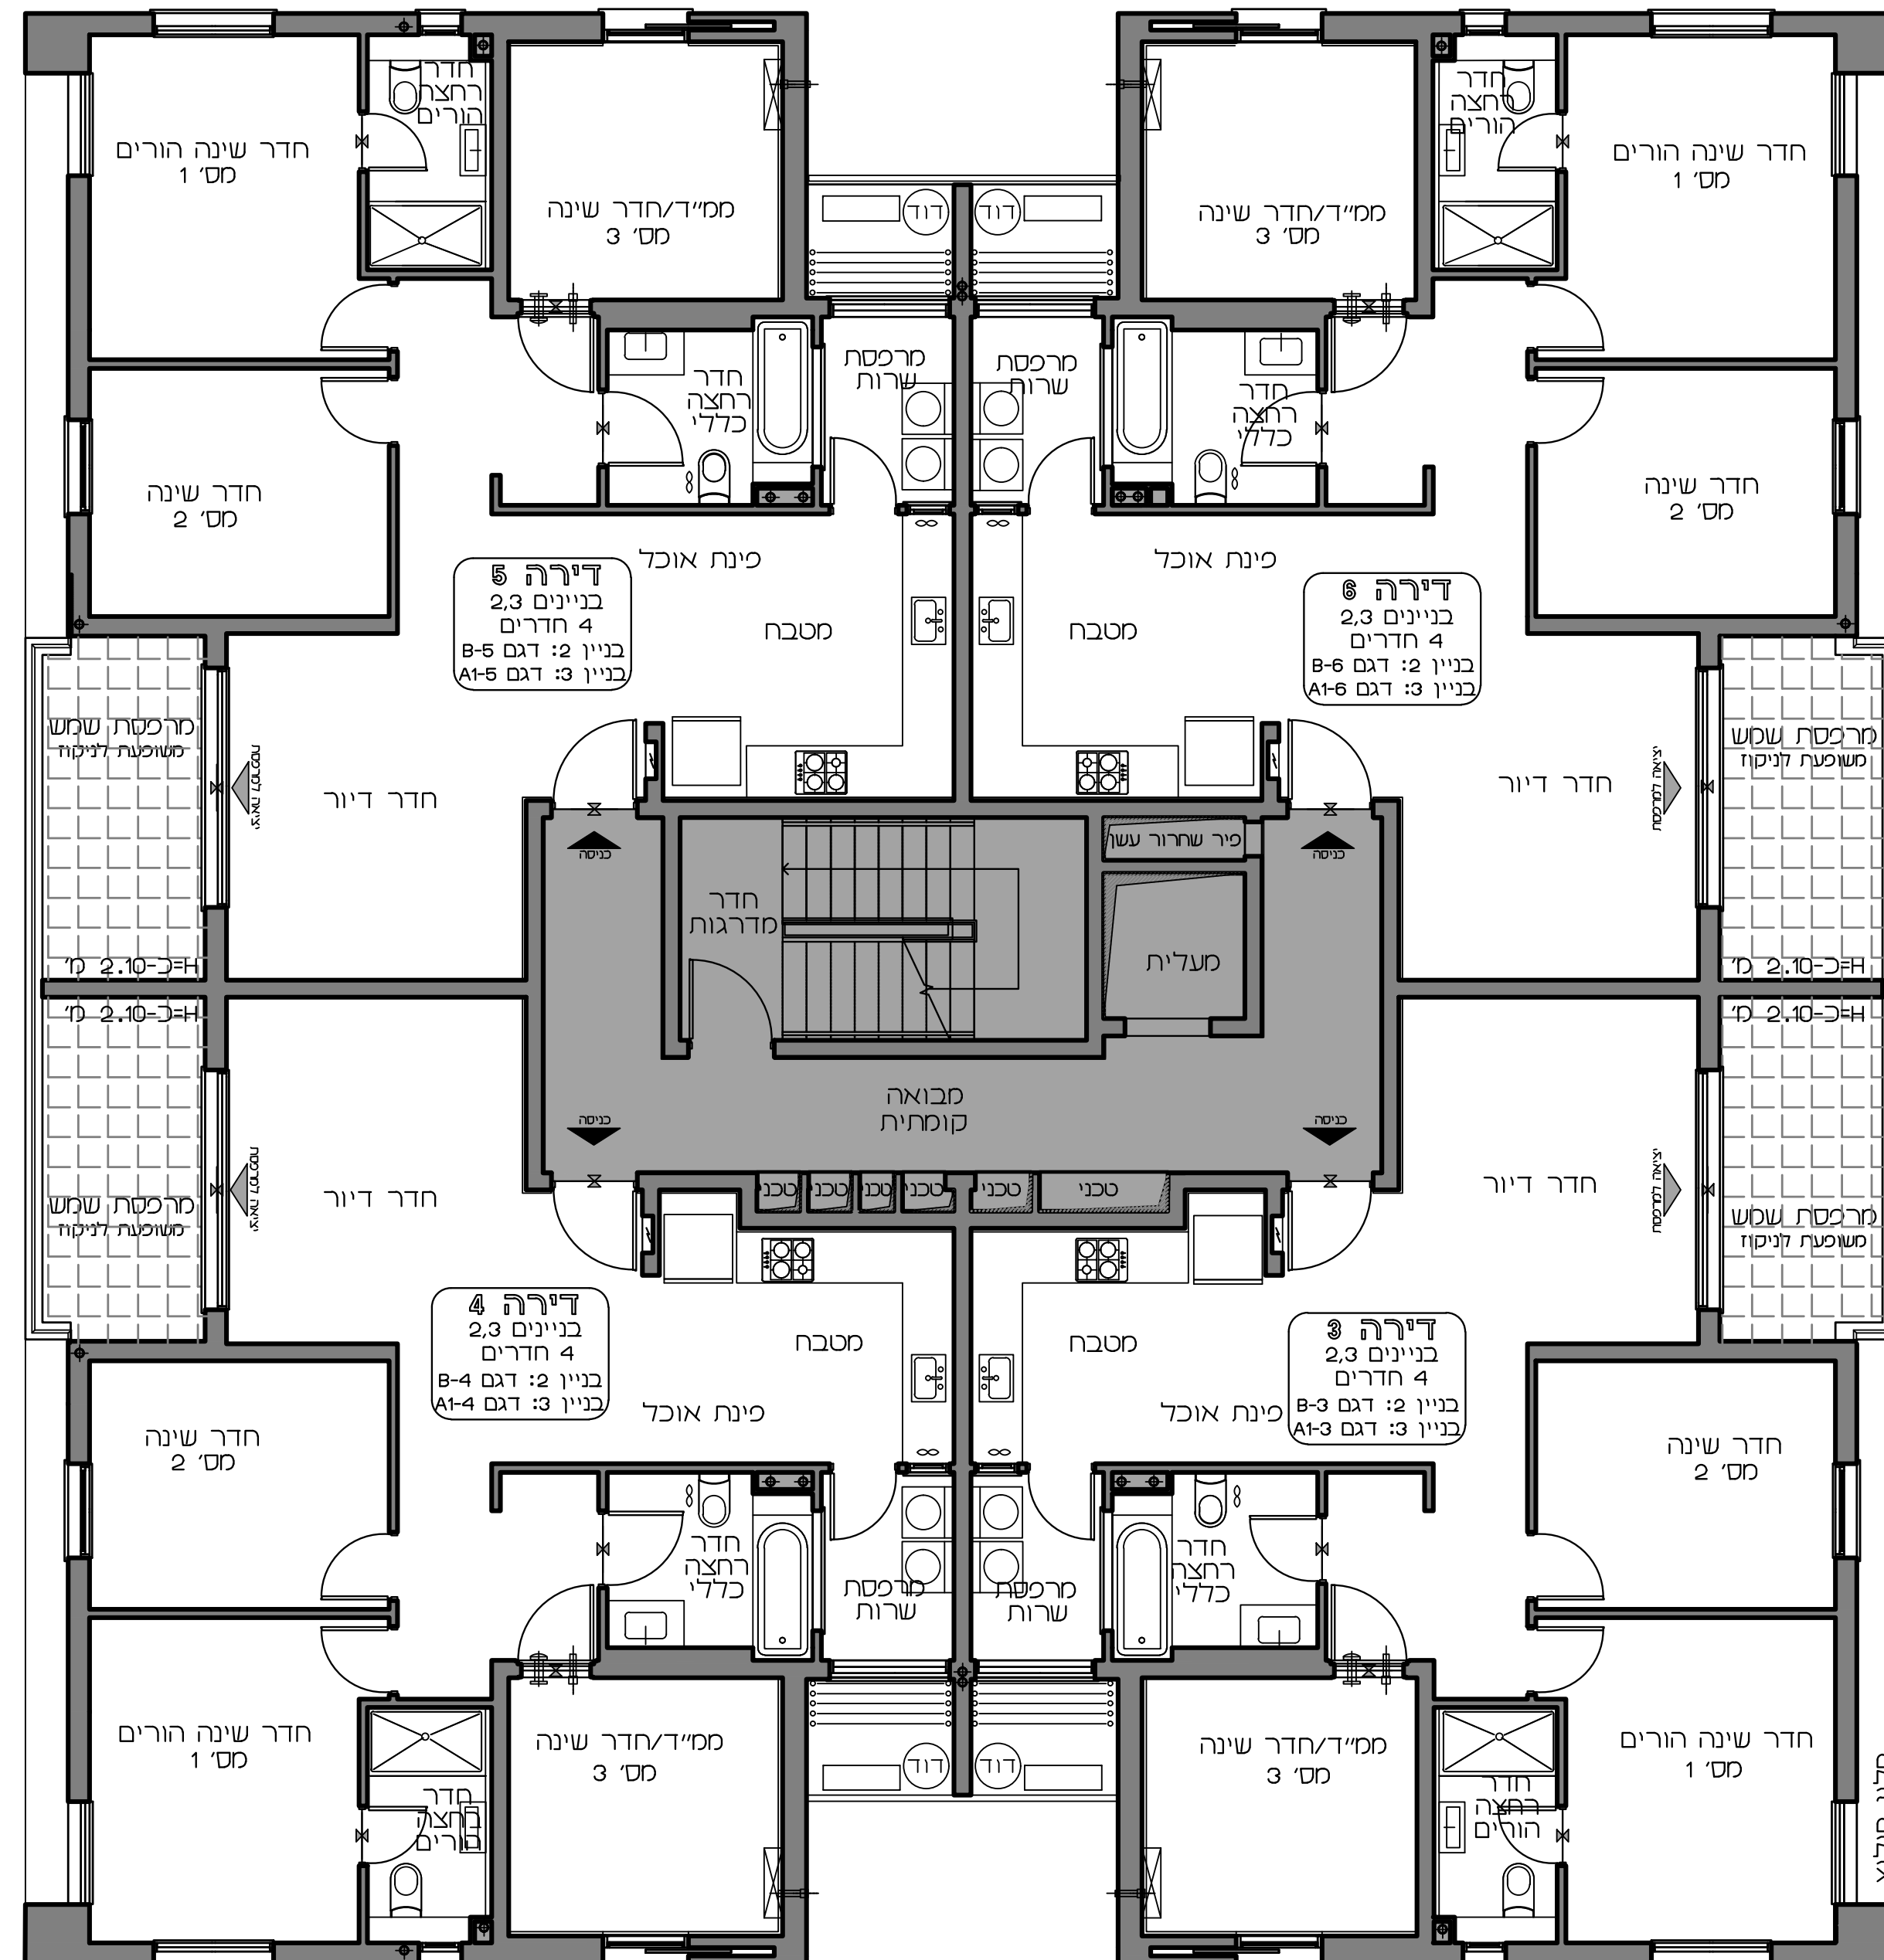 חדר שינה הורים
מס' 1
חדר
רחצה
הורים
ממ״ד/חדר שינה
מס' 3
דוד
דוד
ממ״ד/חדר שינה
מס' 3
חדר
רחצה
הורים
חדר שינה הורים
מס' 1
חדר שינה
מס' 2
חדר
רחצה
כללי
מרפסת
שרות
מרפסת
שרות
חדר
רחצה
כללי
חדר שינה
מס' 2
פינת אוכל
פינת אוכל
דירה 5
בניינים 2,3
4 חדרים
בניין 2: דגם B-5
בניין 3: דגם A1-5
מטבח
מטבח
דירה 6
בניינים 2,3
4 חדרים
בניין 2: דגם B-6
בניין 3: דגם A1-6
מרפסת שמש
משופעת לניקוז
יציאה למרפסת
חדר דיור
חדר דיור
יציאה למרפסת
מרפסת שמש
משופעת לניקוז
כניסה
חדר
מדרגות
פיר שחרור עשן
מעלית
כניסה
H=כ-2.10 מ'
H=כ-2.10 מ'
H=כ-2.10 מ'
H=כ-2.10 מ'
מבואה
קומתית
כניסה
כניסה
טכני
טכני
טכני
טכני
טכני
טכני
מרפסת שמש
משופעת לניקוז
יציאה למרפסת
חדר דיור
חדר דיור
יציאה למרפסת
מרפסת שמש
משופעת לניקוז
דירה 4
בניינים 2,3
4 חדרים
בניין 2: דגם B-4
בניין 3: דגם A1-4
מטבח
מטבח
דירה 3
בניינים 2,3
4 חדרים
בניין 2: דגם B-3
בניין 3: דגם A1-3
פינת אוכל
פינת אוכל
חדר שינה
מס' 2
חדר
רחצה
כללי
מרפסת
שרות
מרפסת
שרות
חדר
רחצה
כללי
חדר שינה
מס' 2
חדר שינה הורים
מס' 1
חדר
רחצה
הורים
ממ״ד/חדר שינה
מס' 3
דוד
דוד
ממ״ד/חדר שינה
מס' 3
חדר
רחצה
הורים
חדר שינה הורים
מס' 1